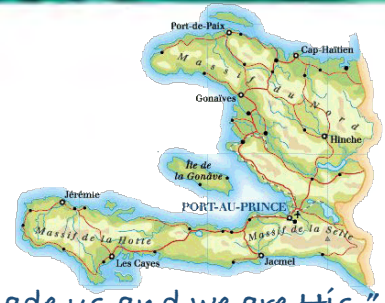 Port-de-Paix
Cap-Haïtien
Massif du Nord
Gonaïves
Hinche
Île de
la Gonâve
Jérémie
PORT-AU-PRINCE
Massif de la Hotte
Massif de la Selle
Les Cayes
Jacmel
ade us and we are His"